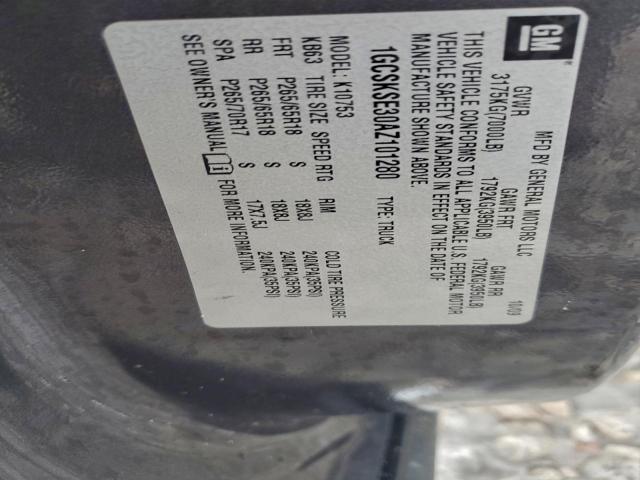 GM
®
MFD BY GENERAL MOTORS LLC 10/09
GVWR GAWR FRT GAWR RR
3175KG(7000LB) 1792KG(3950LB) 1792KG(3950LB)
THIS VEHICLE CONFORMS TO ALL APPLICABLE U.S. FEDERAL MOTOR
VEHICLE SAFETY STANDARDS IN EFFECT ON THE DATE OF
MANUFACTURE SHOWN ABOVE.
1GCSKSE30AZ101280 TYPE: TRUCK
MODEL: K10753
KB63 TIRE SIZE SPEED RTG RIM COLD TIRE PRESSURE
FRT P265/65R18 S 18X8J 240KPA(35PSI)
RR P265/65R18 S 18X8J 240KPA(35PSI)
SPA P265/70R17 S 17X7.5J 240KPA(35PSI)
SEE OWNER'S MANUAL FOR MORE INFORMATION.